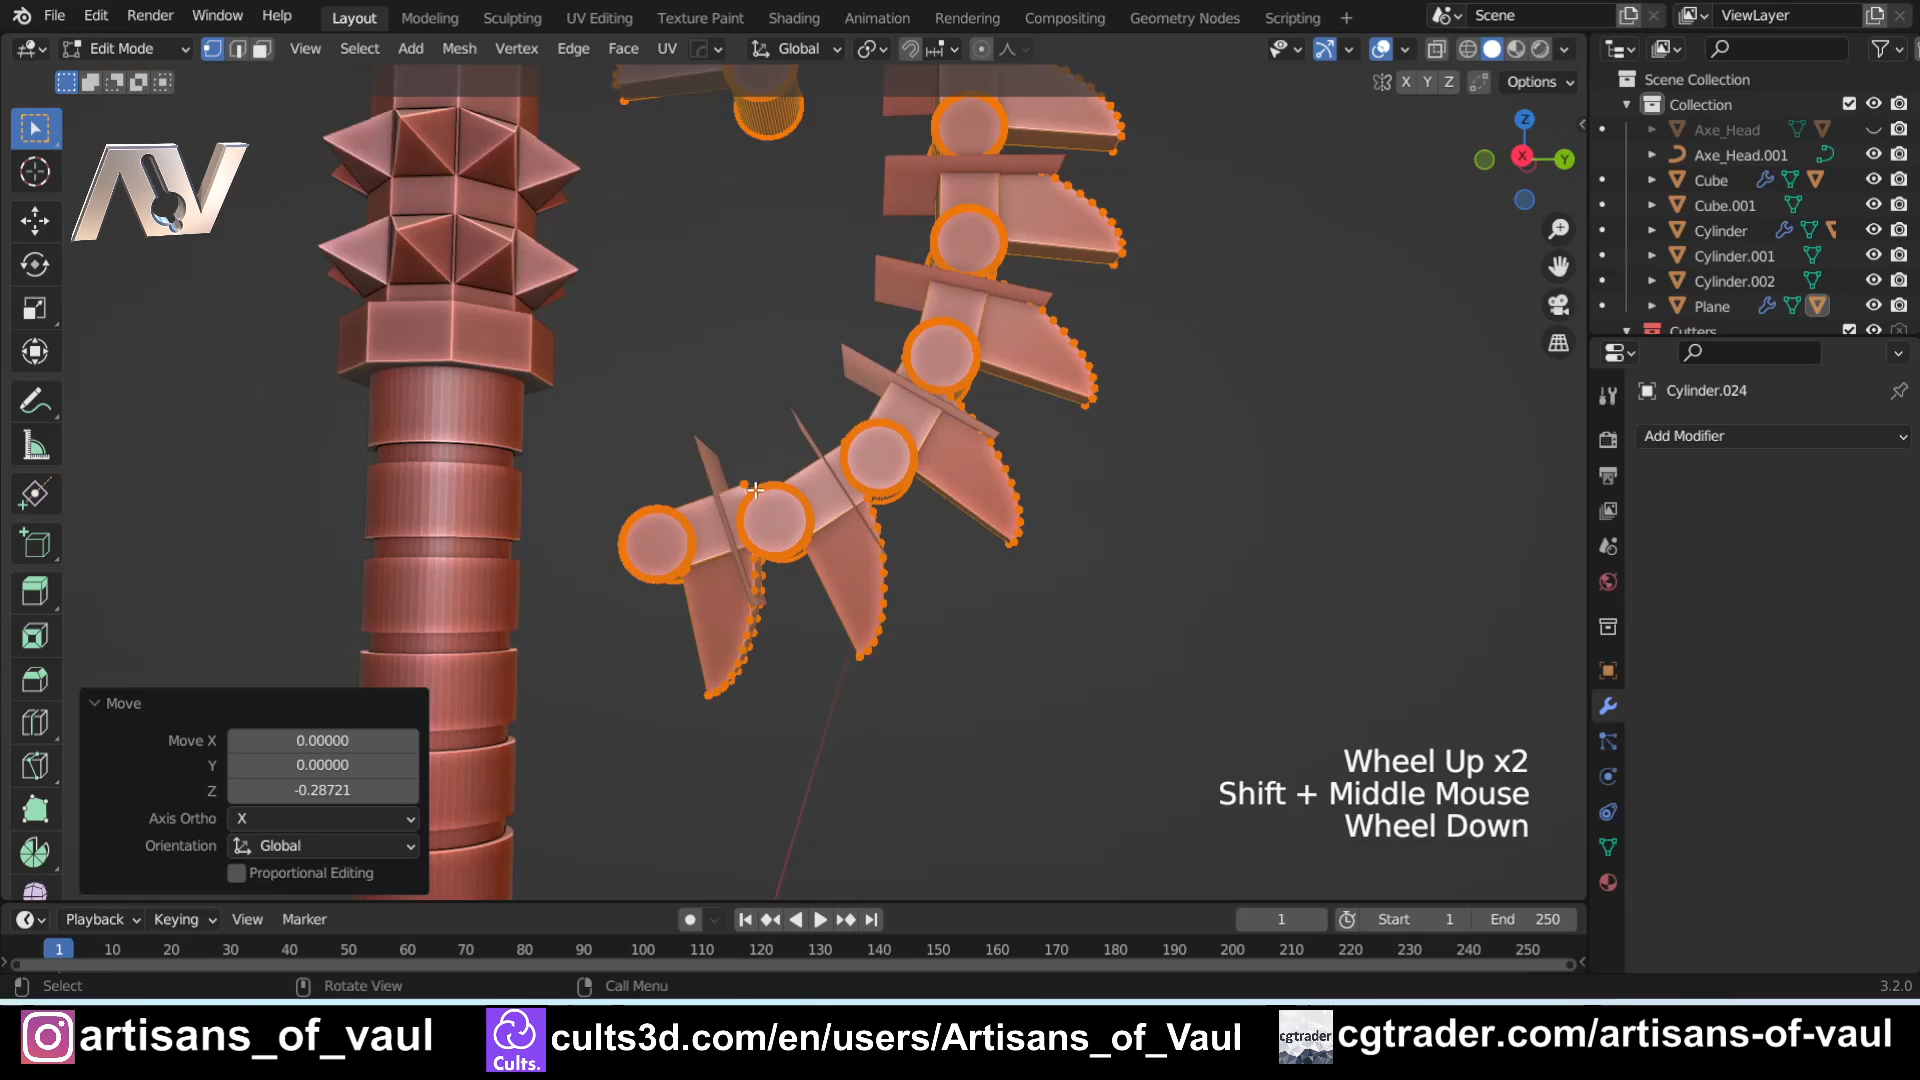 File Edit Render Window Help Layout Modeling Sculpting UV Editing Texture Paint Shading Animation Rendering Compositing Geometry Nodes Scripting + Scene ViewLayer
Edit Mode View Select Add Mesh Vertex Edge Face UV Global
X Y Z Options
Scene Collection
Collection
Axe_Head
Axe_Head.001
Cube
Cube.001
Cylinder
Cylinder.001
Cylinder.002
Plane
Cutters
Z
X
Y
AV
Cylinder.024
Add Modifier
Move
Move X 0.00000
Y 0.00000
Z -0.28721
Axis Ortho X
Orientation Global
Proportional Editing
Wheel Up x2
Shift + Middle Mouse
Wheel Down
Playback Keying View Marker 1 Start 1 End 250
1 10 20 30 40 50 60 70 80 90 100 110 120 130 140 150 160 170 180 190 200 210 220 230 240 250
Select Rotate View Call Menu 3.2.0
artisans_of_vaul Cults. cults3d.com/en/users/Artisans_of_Vaul cgtrader cgtrader.com/artisans-of-vaul